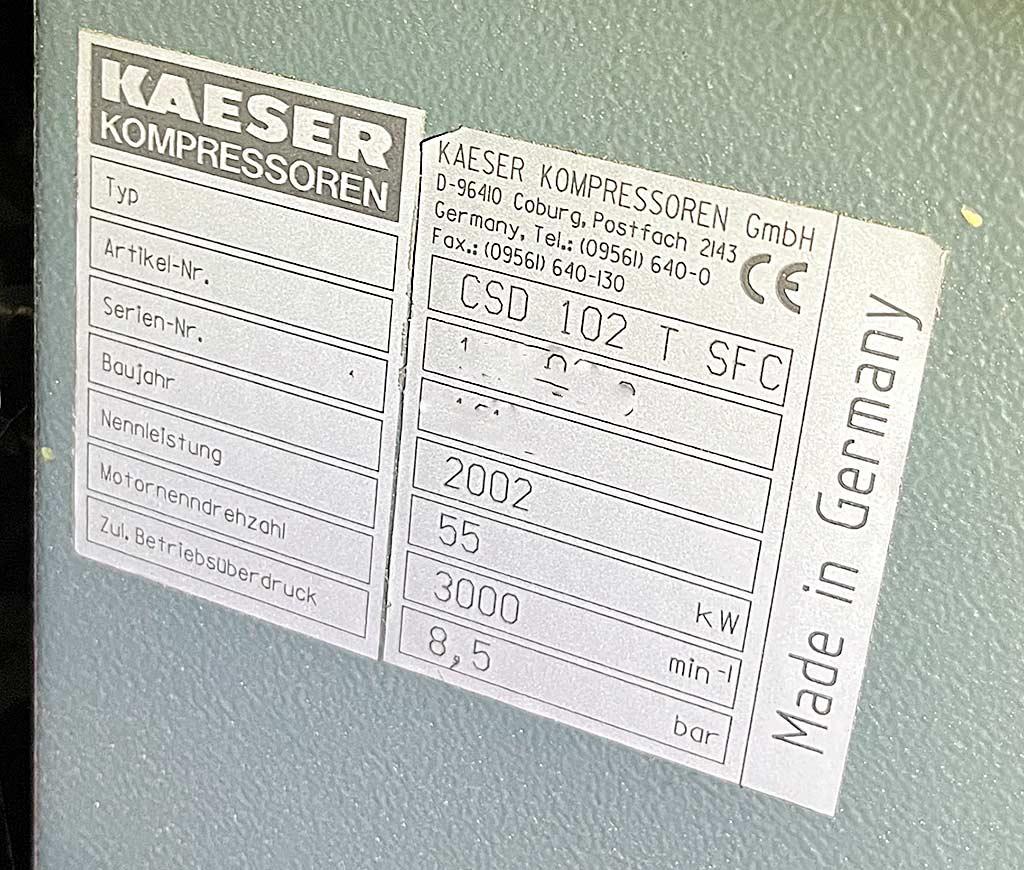 KAESER
KOMPRESSOREN
Typ
Artikel-Nr.
Serien-Nr.
Baujahr
Nennleistung
Motornenndrehzahl
Zul. Betriebsüberdruck
KAESER KOMPRESSOREN GmbH
D-96410 Coburg, Postfach 2143
Germany, Tel.: (09561) 640-0
Fax.: (09561) 640-130
CE
CSD 102 T SFC
2002
55 kW
3000 min-1
8,5 bar
Made in Germany